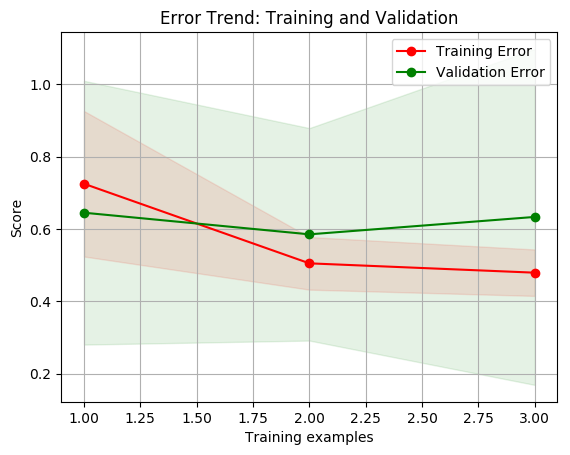 Error Trend: Training and Validation
Training Error
Validation Error
Score
1.0
0.8
0.6
0.4
0.2
1.00 1.25 1.50 1.75 2.00 2.25 2.50 2.75 3.00
Training examples